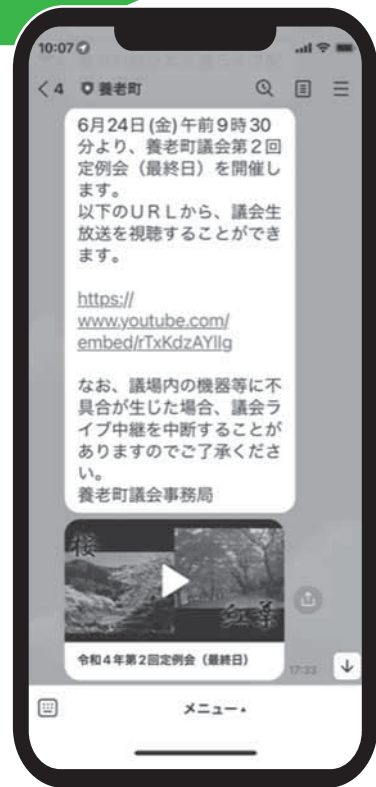 10:07
4 養老町
6月24日(金)午前9時30
分より、養老町議会第2回
定例会(最終日)を開催し
ます。
以下のURLから、議会生
放送を視聴することができ
ます。
https://
www.youtube.com/
embed/rTxKdzAYllg
なお、議場内の機器等に不
具合が生じた場合、議会ラ
イブ中継を中断することが
ありますのでご了承くださ
い。
養老町議会事務局
桜
紅葉
令和4年第2回定例会(最終日)
17:33
メニュー